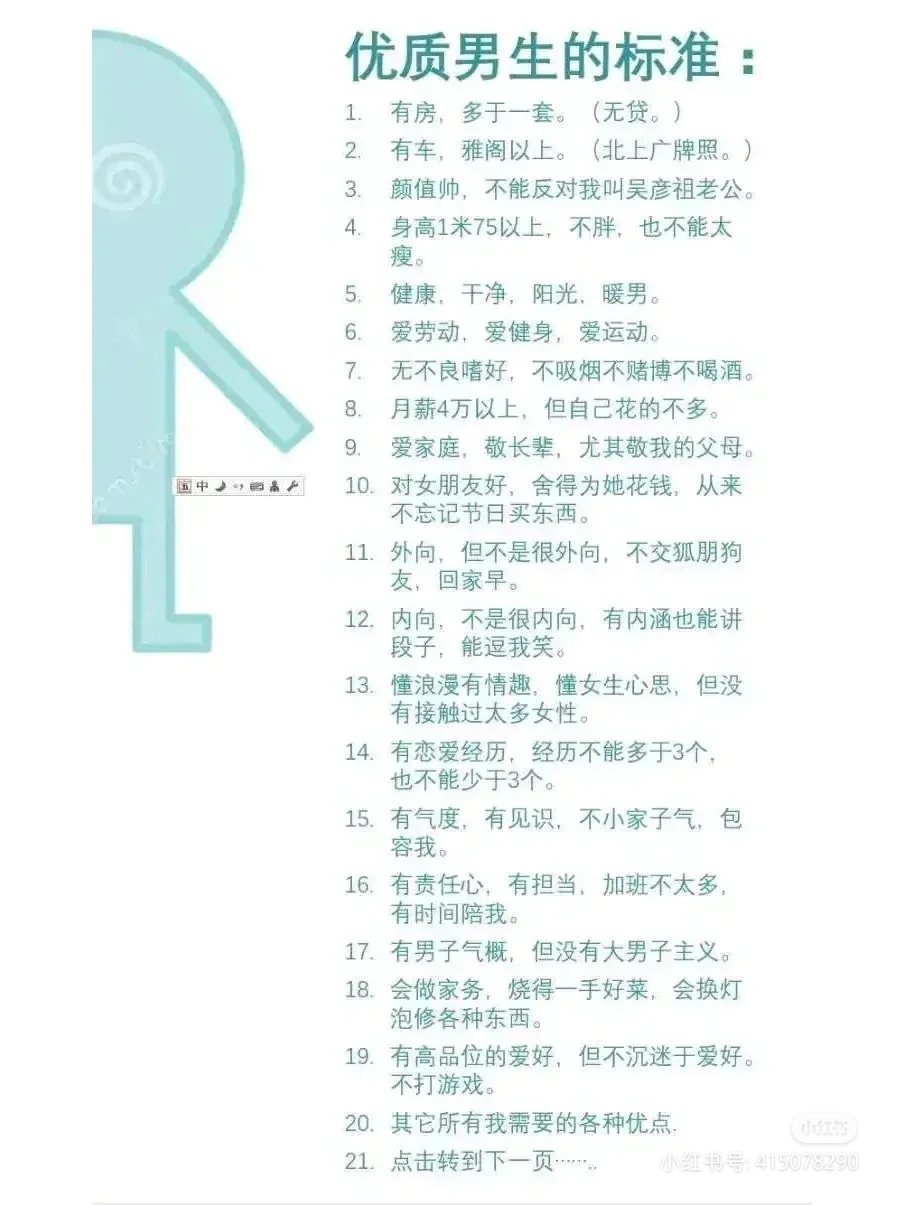 优质男生的标准：
1. 有房，多于一套。（无贷。）
2. 有车，雅阁以上。（北上广牌照。）
3. 颜值帅，不能反对我叫吴彦祖老公。
4. 身高1米75以上，不胖，也不能太
瘦。
5. 健康，干净，阳光，暖男。
6. 爱劳动，爱健身，爱运动。
7. 无不良嗜好，不吸烟不赌博不喝酒。
8. 月薪4万以上，但自己花的不多。
9. 爱家庭，敬长辈，尤其敬我的父母。
五 中
10. 对女朋友好，舍得为她花钱，从来
不忘记节日买东西。
11. 外向，但不是很外向，不交狐朋狗
友，回家早。
12. 内向，不是很内向，有内涵也能讲
段子，能逗我笑。
13. 懂浪漫有情趣，懂女生心思，但没
有接触过太多女性。
14. 有恋爱经历，经历不能多于3个，
也不能少于3个。
15. 有气度，有见识，不小家子气，包
容我。
16. 有责任心，有担当，加班不太多，
有时间陪我。
17. 有男子气概，但没有大男子主义。
18. 会做家务，烧得一手好菜，会换灯
泡修各种东西。
19. 有高品位的爱好，但不沉迷于爱好。
不打游戏。
20. 其它所有我需要的各种优点.
21. 点击转到下一页……..
小红书
小红书号: 415078290